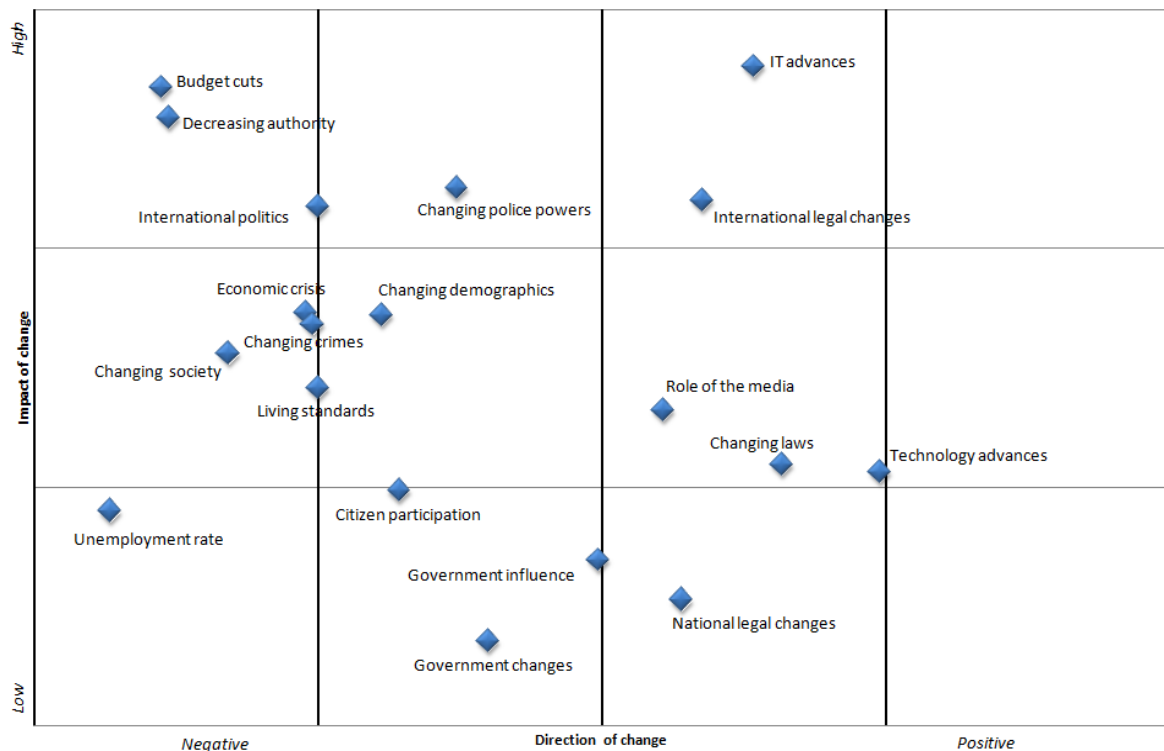 High
IT advances
Budget cuts
Decreasing authority
International politics
Changing police powers
International legal changes
Economic crisis
Changing demographics
Changing crimes
Changing society
Impact of change
Living standards
Role of the media
Changing laws
Technology advances
Citizen participation
Unemployment rate
Government influence
National legal changes
Government changes
Low
Negative
Direction of change
Positive